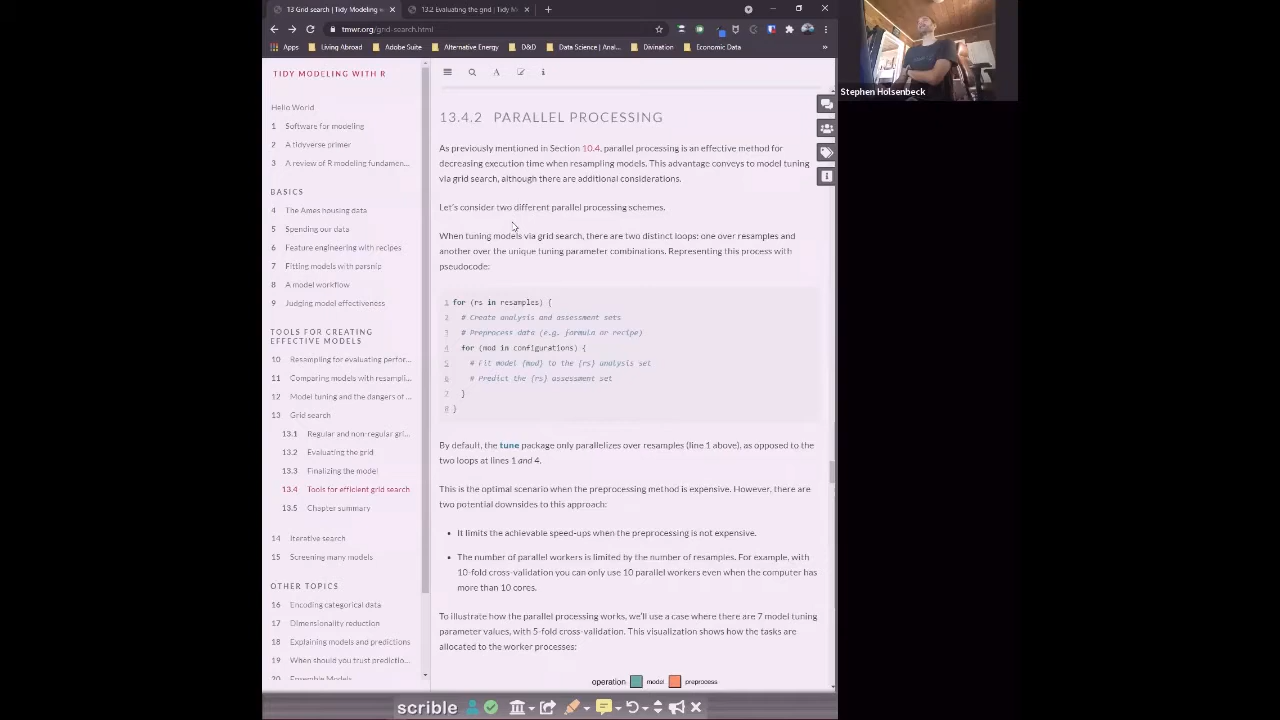 13 Grid search | Tidy Modeling w
13.2 Evaluating the grid | Tidy M
tmwr.org/grid-search.html
Apps
Living Abroad
Adobe Suite
Alternative Energy
D&D
Data Science | Anal...
Divination
Economic Data
»
Stephen Holsenbeck
TIDY MODELING WITH R
Hello World
1 Software for modeling
2 A tidyverse primer
3 A review of R modeling fundamen...
BASICS
4 The Ames housing data
5 Spending our data
6 Feature engineering with recipes
7 Fitting models with parsnip
8 A model workflow
9 Judging model effectiveness
TOOLS FOR CREATING
EFFECTIVE MODELS
10 Resampling for evaluating perfor...
11 Comparing models with resampli...
12 Model tuning and the dangers of ...
13 Grid search
13.1 Regular and non-regular gri...
13.2 Evaluating the grid
13.3 Finalizing the model
13.4 Tools for efficient grid search
13.5 Chapter summary
14 Iterative search
15 Screening many models
OTHER TOPICS
16 Encoding categorical data
17 Dimensionality reduction
18 Explaining models and predictions
19 When should you trust predictio...
20 Ensemble Models
A
i
13.4.2 PARALLEL PROCESSING
As previously mentioned in Section 10.4, parallel processing is an effective method for
decreasing execution time when resampling models. This advantage conveys to model tuning
via grid search, although there are additional considerations.
Let's consider two different parallel processing schemes.
When tuning models via grid search, there are two distinct loops: one over resamples and
another over the unique tuning parameter combinations. Representing this process with
pseudocode:
1 for (rs in resamples) {
2 # Create analysis and assessment sets
3 # Preprocess data (e.g. formula or recipe)
4 for (mod in configurations) {
5 # Fit model {mod} to the {rs} analysis set
6 # Predict the {rs} assessment set
7 }
8 }
By default, the tune package only parallelizes over resamples (line 1 above), as opposed to the
two loops at lines 1 and 4.
This is the optimal scenario when the preprocessing method is expensive. However, there are
two potential downsides to this approach:
• It limits the achievable speed-ups when the preprocessing is not expensive.
• The number of parallel workers is limited by the number of resamples. For example, with
10-fold cross-validation you can only use 10 parallel workers even when the computer has
more than 10 cores.
To illustrate how the parallel processing works, we'll use a case where there are 7 model tuning
parameter values, with 5-fold cross-validation. This visualization shows how the tasks are
allocated to the worker processes:
operation model preprocess
scrible